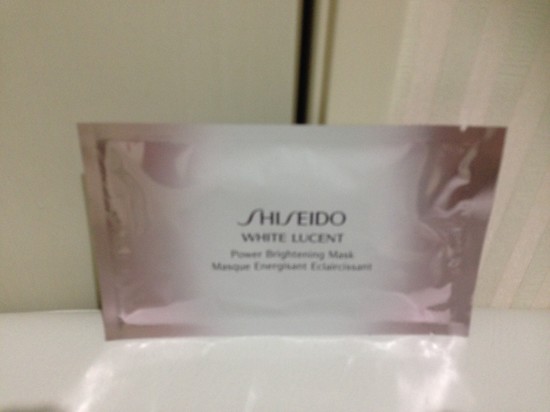 SHISEIDO
WHITE LUCENT
Power Brightening Mask
Masque Energisant Eclaircissant